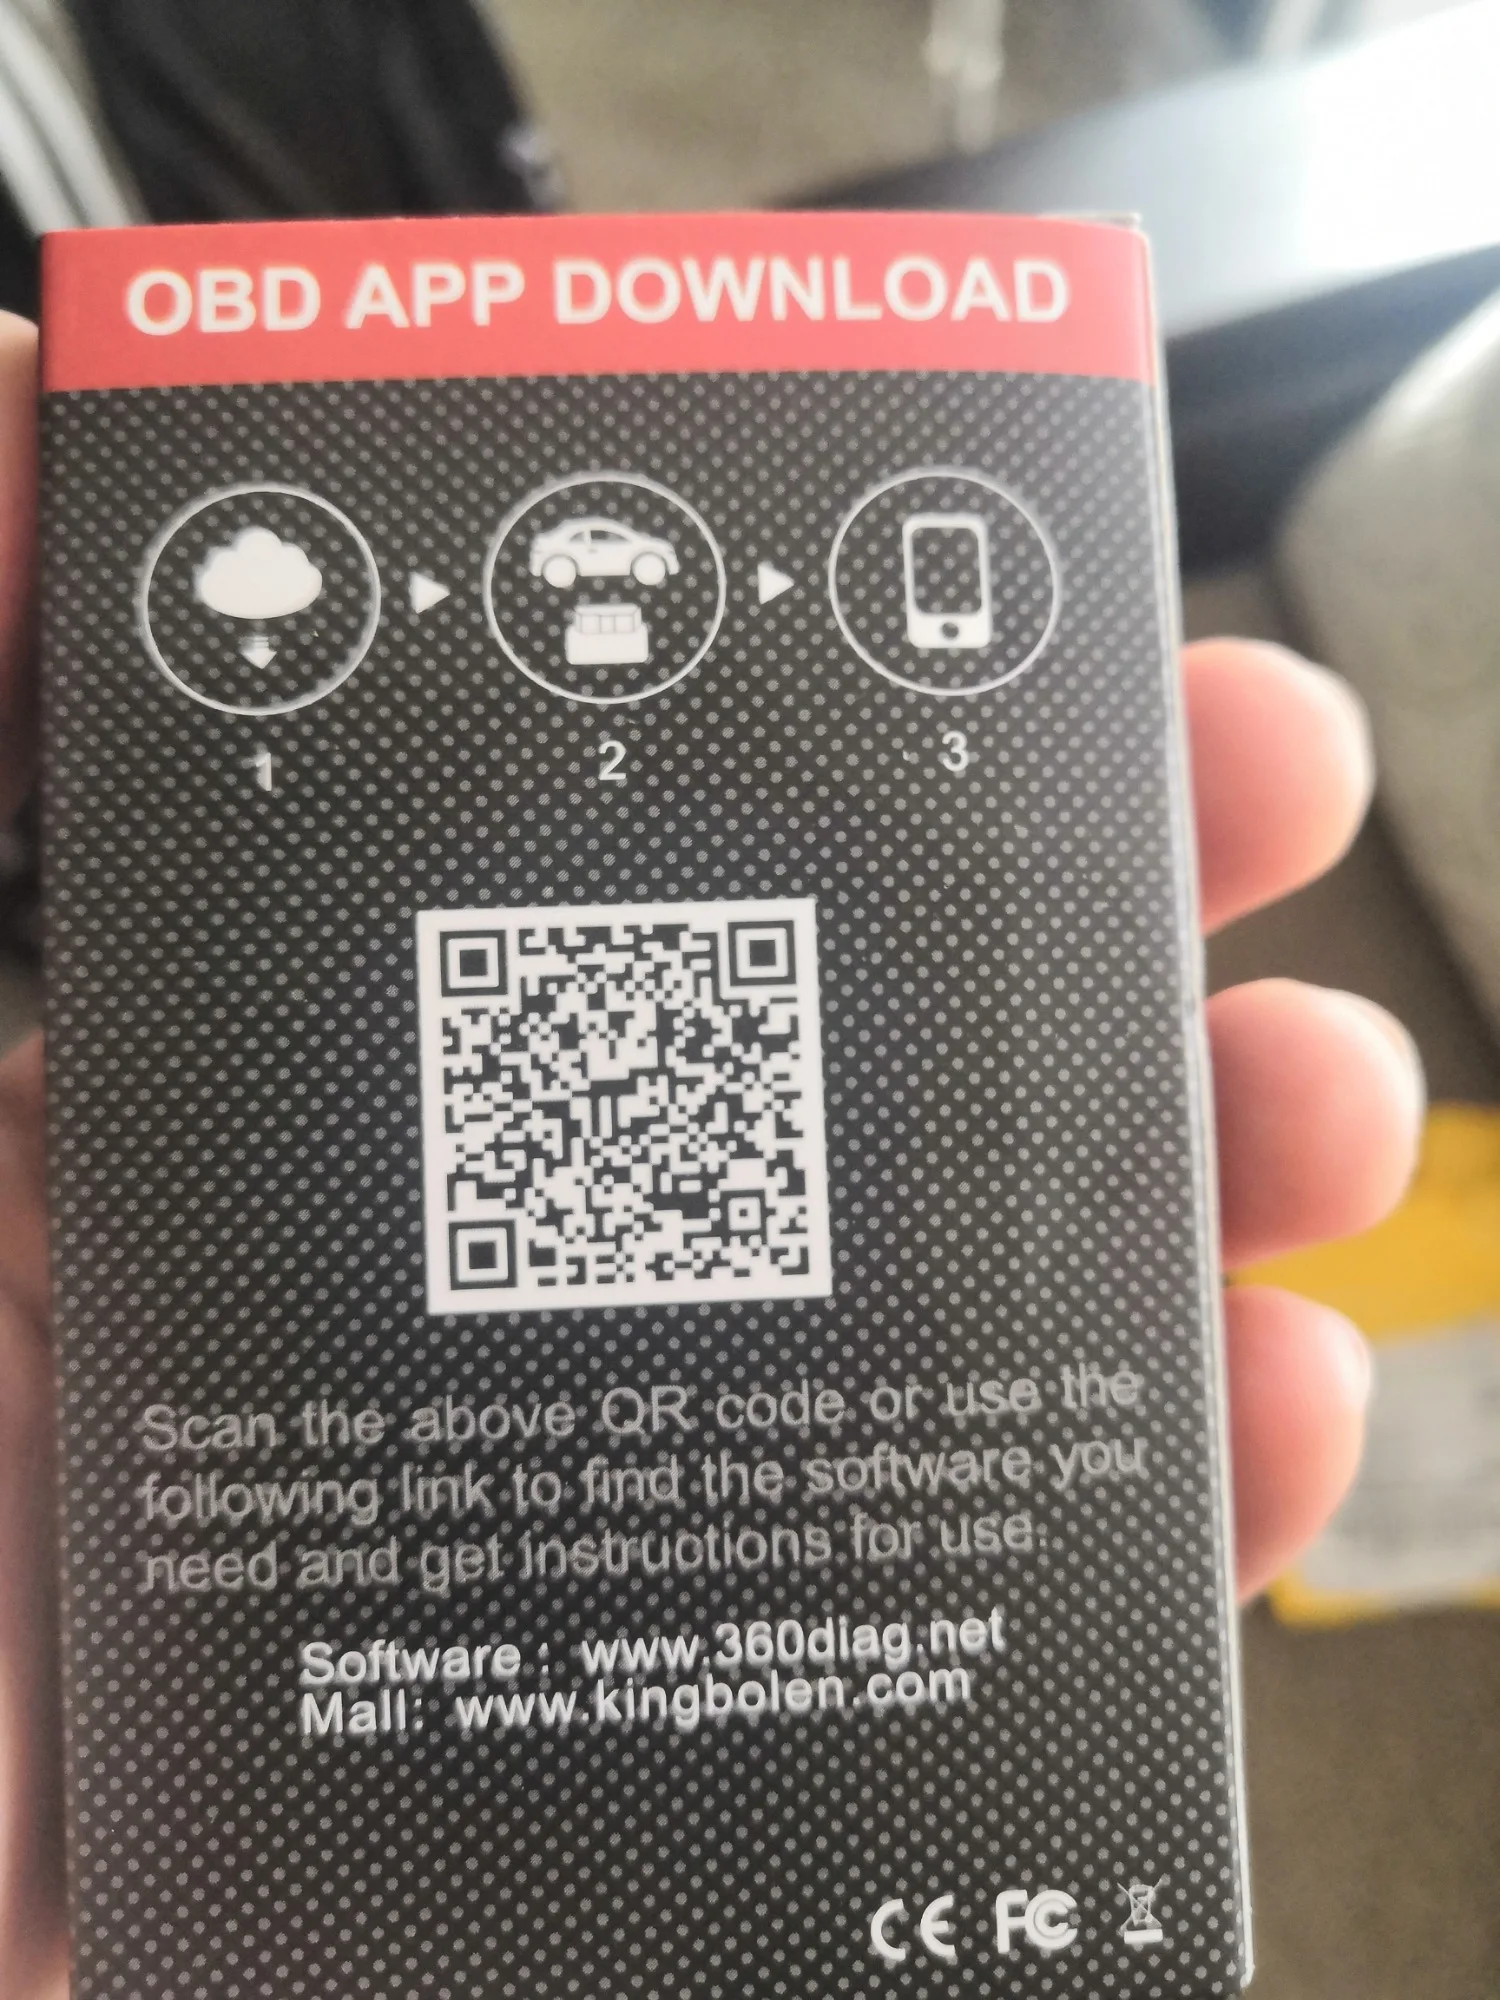 OBD APP DOWNLOAD
1 2 3
Scan the above QR code or use the
following link to find the software you
need and get instructions for use.
Software : www.360diag.net
Mall: www.kingbolen.com
CE FC